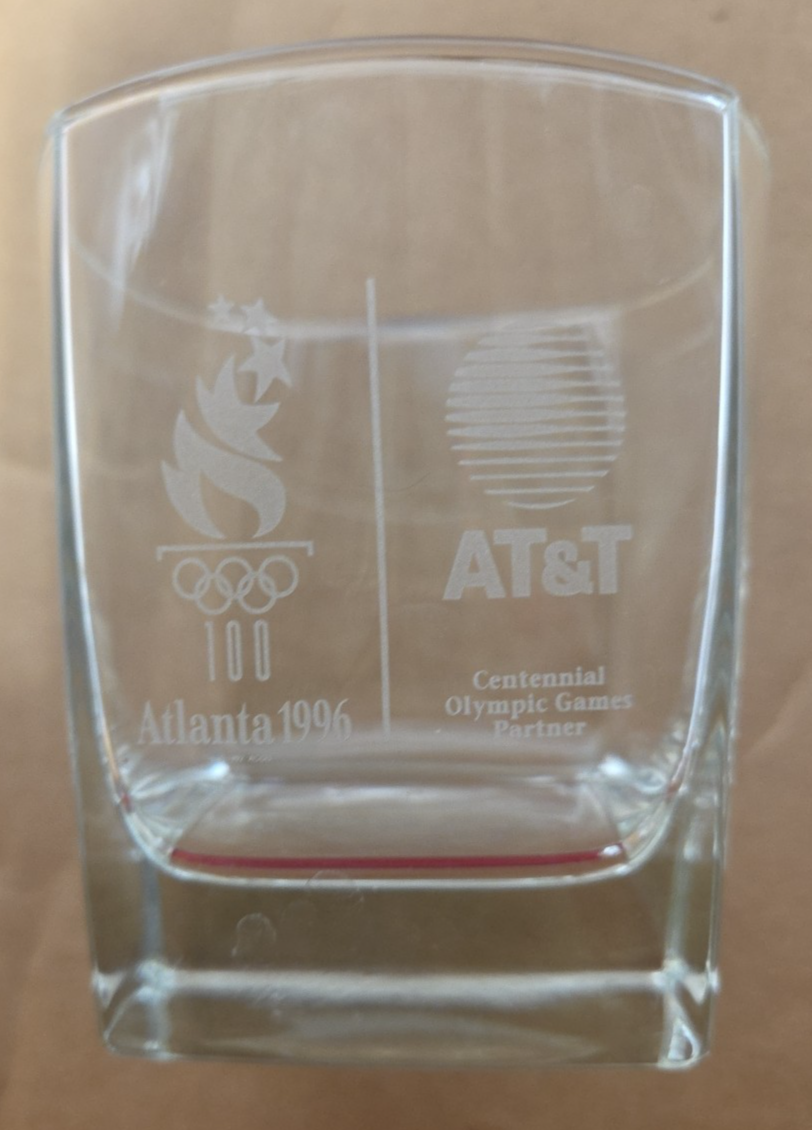 100
Atlanta 1996
AT&T
Centennial
Olympic Games
Partner